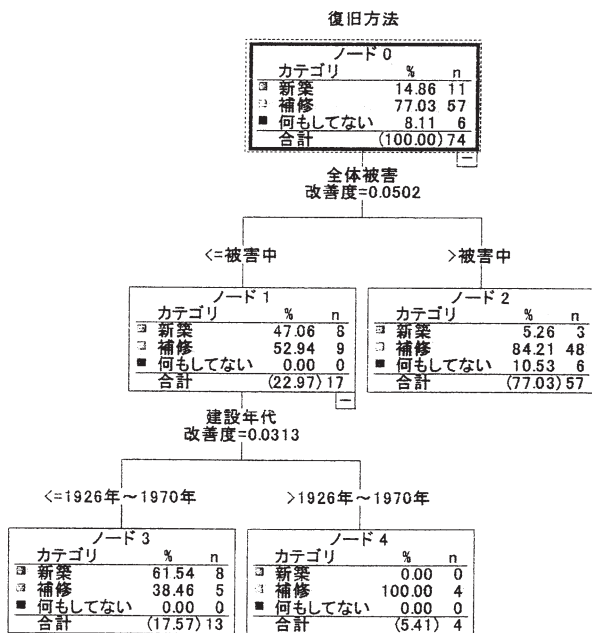 復旧方法
ノード 0
カテゴリ % n
新築 14.86 11
補修 77.03 57
何もしてない 8.11 6
合計 (100.00) 74
全体被害
改善度=0.0502
<=被害中
>被害中
ノード 1
カテゴリ % n
新築 47.06 8
補修 52.94 9
何もしてない 0.00 0
合計 (22.97) 17
ノード 2
カテゴリ % n
新築 5.26 3
補修 84.21 48
何もしてない 10.53 6
合計 (77.03) 57
建設年代
改善度=0.0313
<=1926年～1970年
>1926年～1970年
ノード 3
カテゴリ % n
新築 61.54 8
補修 38.46 5
何もしてない 0.00 0
合計 (17.57) 13
ノード 4
カテゴリ % n
新築 0.00 0
補修 100.00 4
何もしてない 0.00 0
合計 (5.41) 4